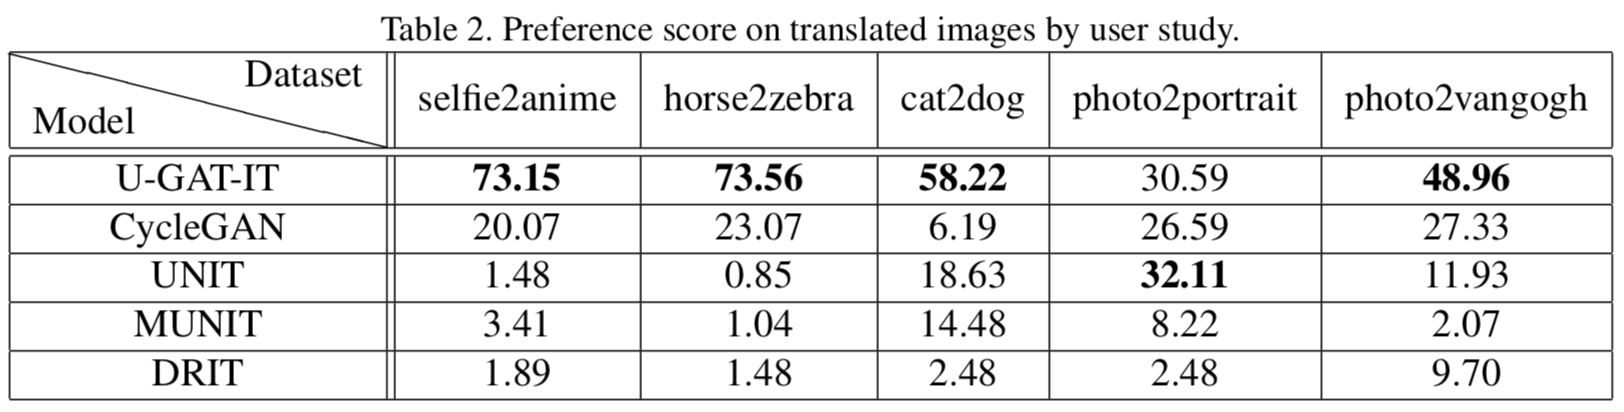 Table 2. Preference score on translated images by user study.
Dataset
Model
selfie2anime horse2zebra cat2dog photo2portrait photo2vangogh
U-GAT-IT 73.15 73.56 58.22 30.59 48.96
CycleGAN 20.07 23.07 6.19 26.59 27.33
UNIT 1.48 0.85 18.63 32.11 11.93
MUNIT 3.41 1.04 14.48 8.22 2.07
DRIT 1.89 1.48 2.48 2.48 9.70